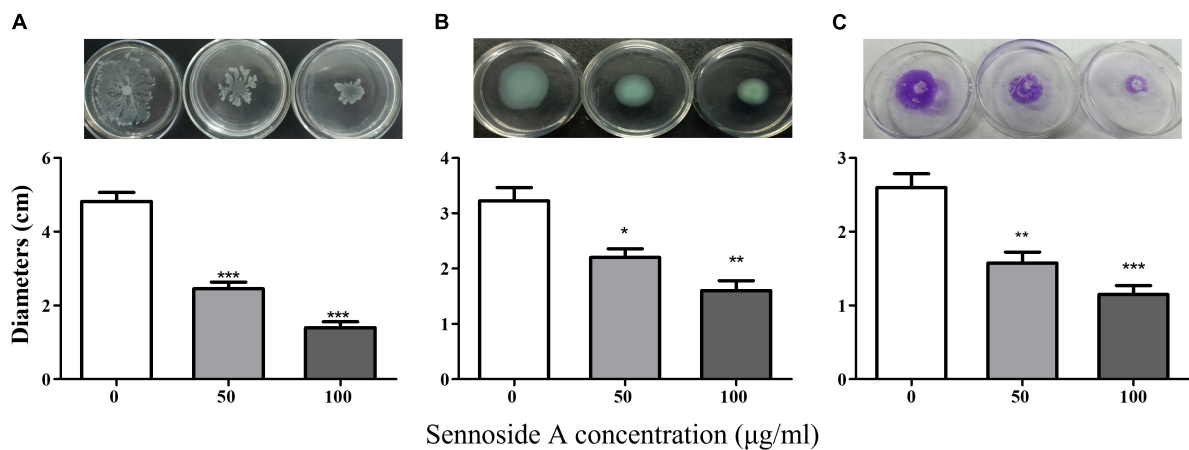 A B C
6 4 3
Diameters (cm)
4 3 2
* ** **
*** 2 ***
2 *** 1 1
0 0 0
0 50 100 0 50 100 0 50 100
Sennoside A concentration (μg/ml)